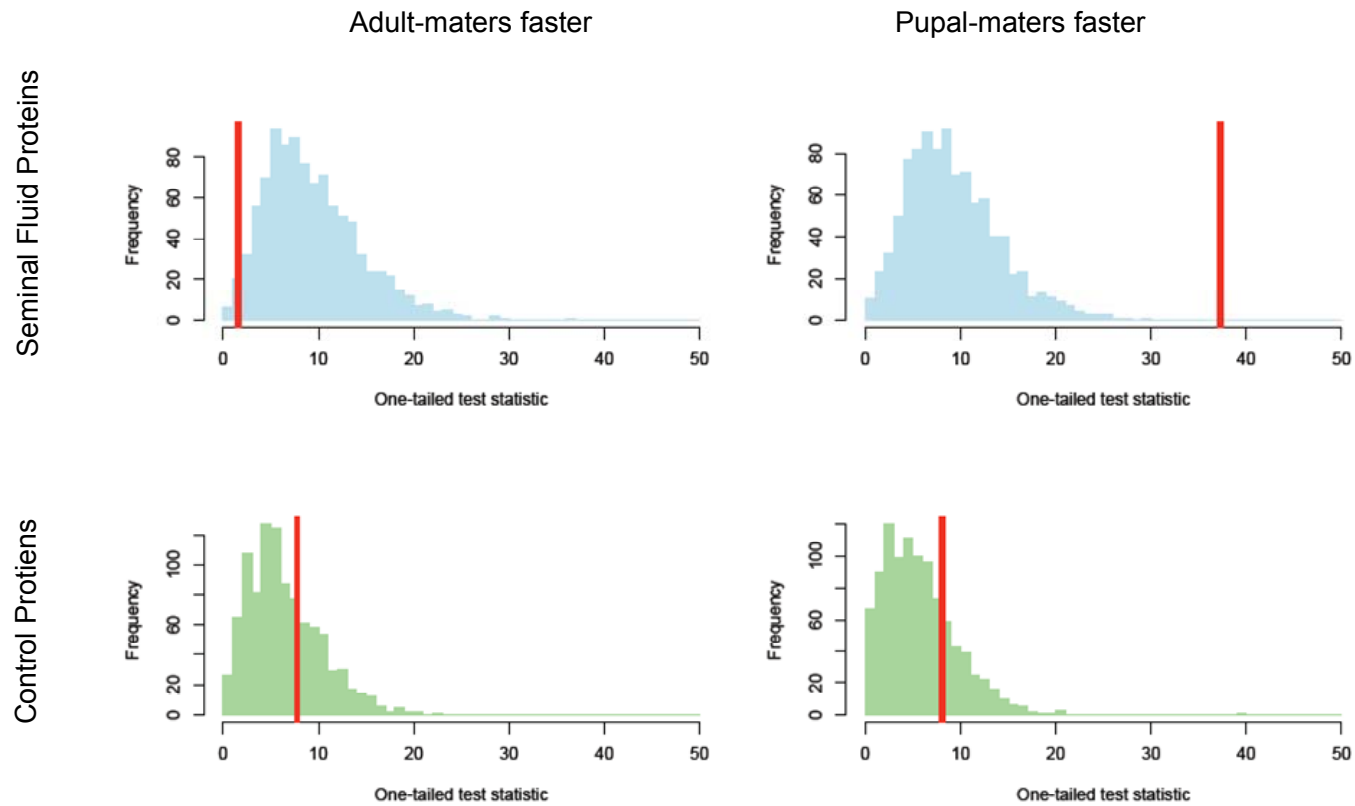 Adult-maters faster
Pupal-maters faster
Seminal Fluid Proteins
Frequency
0 20 40 60 80
0 10 20 30 40 50
One-tailed test statistic
Frequency
0 20 40 60 80
0 10 20 30 40 50
One-tailed test statistic
Control Protiens
Frequency
0 20 60 100
0 10 20 30 40 50
One-tailed test statistic
Frequency
0 20 60 100
0 10 20 30 40 50
One-tailed test statistic